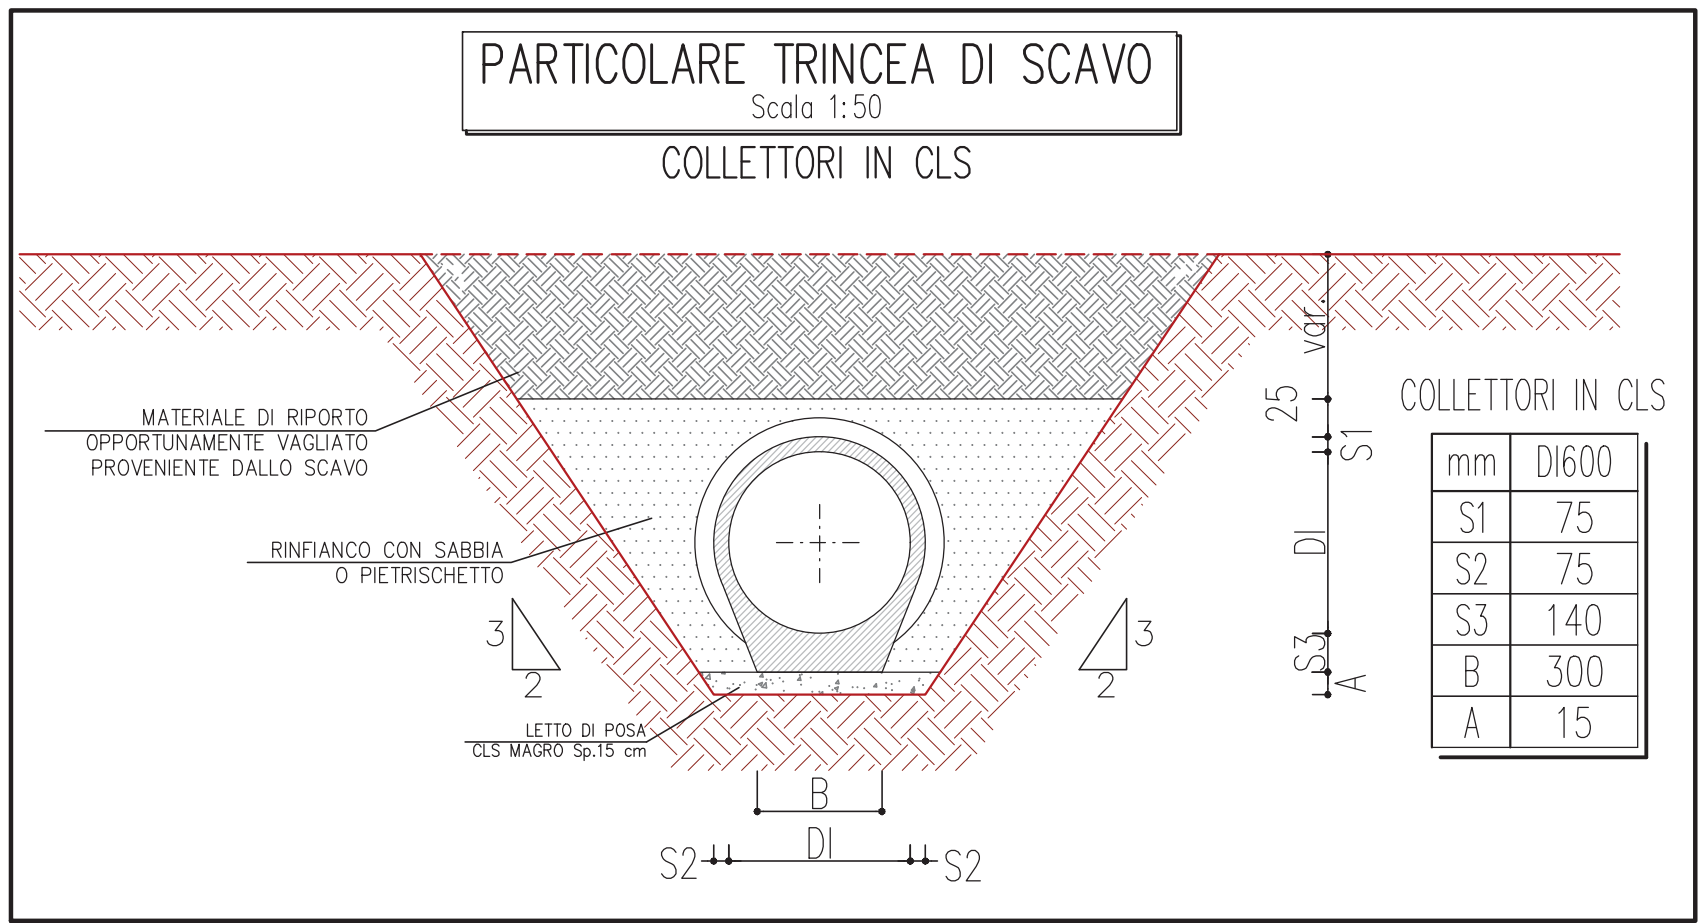 PARTICOLARE TRINCEA DI SCAVO
Scala 1:50
COLLETTORI IN CLS
var.
25
S1
DI
S3
A
MATERIALE DI RIPORTO
OPPORTUNAMENTE VAGLIATO
PROVENIENTE DALLO SCAVO
RINFIANCO CON SABBIA
O PIETRISCHETTO
3
2
3
2
LETTO DI POSA
CLS MAGRO Sp.15 cm
B
DI
S2
S2
COLLETTORI IN CLS
mm DI600
S1 75
S2 75
S3 140
B 300
A 15